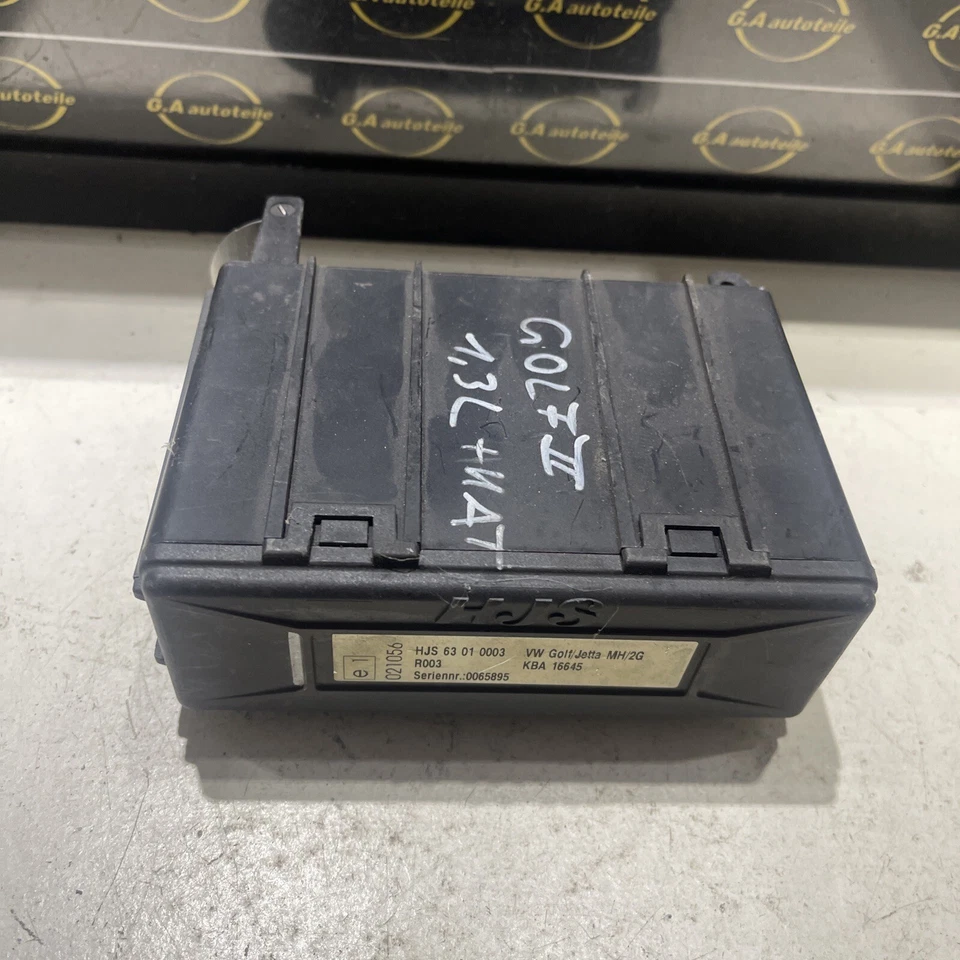 G.A autoteile
G.A autoteile
G.A autoteile
autoteile
G.A autoteile
G.A autoteile
G.A autoteile
G.A autoteile
G.A autoteile
GOLF II
1,3L + KAT
HJS
e1
021056
HJS 63 01 0003 VW Golf/Jetta MH/2G
R003 KBA 16645
Seriennr.:0065895